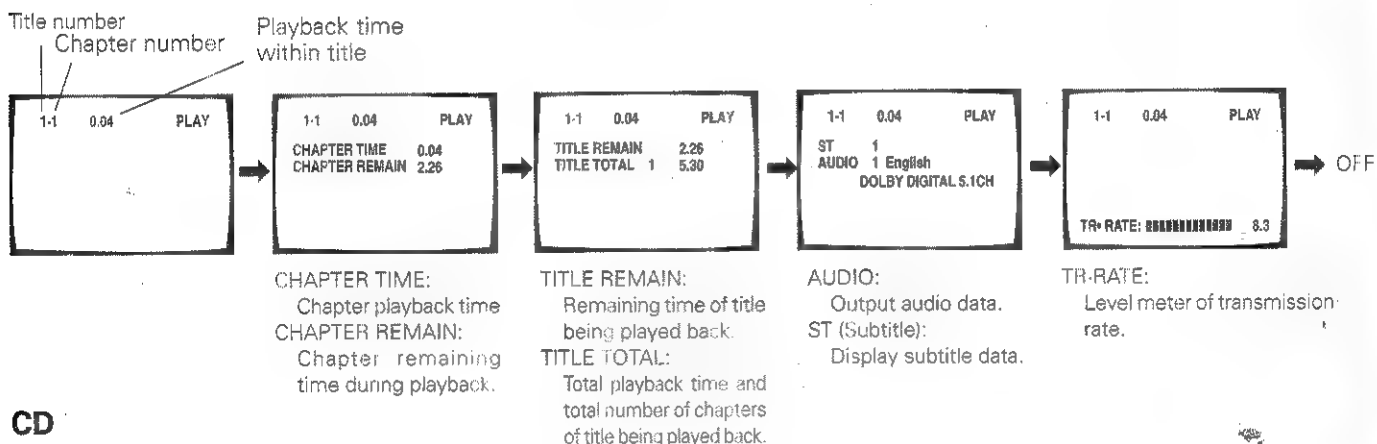 Title number
Chapter number
Playback time
within title
1-1 0.04 PLAY
1-1 0.04 PLAY
CHAPTER TIME 0.04
CHAPTER REMAIN 2.26
1-1 0.04 PLAY
TITLE REMAIN 2.26
TITLE TOTAL 1 5.30
1-1 0.04 PLAY
ST 1
AUDIO 1 English
DOLBY DIGITAL 5.1CH
1-1 0.04 PLAY
TR•RATE: 8.3
OFF
CHAPTER TIME:
Chapter playback time
CHAPTER REMAIN:
Chapter remaining
time during playback.
TITLE REMAIN:
Remaining time of title
being played back.
TITLE TOTAL:
Total playback time and
total number of chapters
of title being played back.
AUDIO:
Output audio data.
ST (Subtitle):
Display subtitle data.
TR·RATE:
Level meter of transmission
rate.
CD